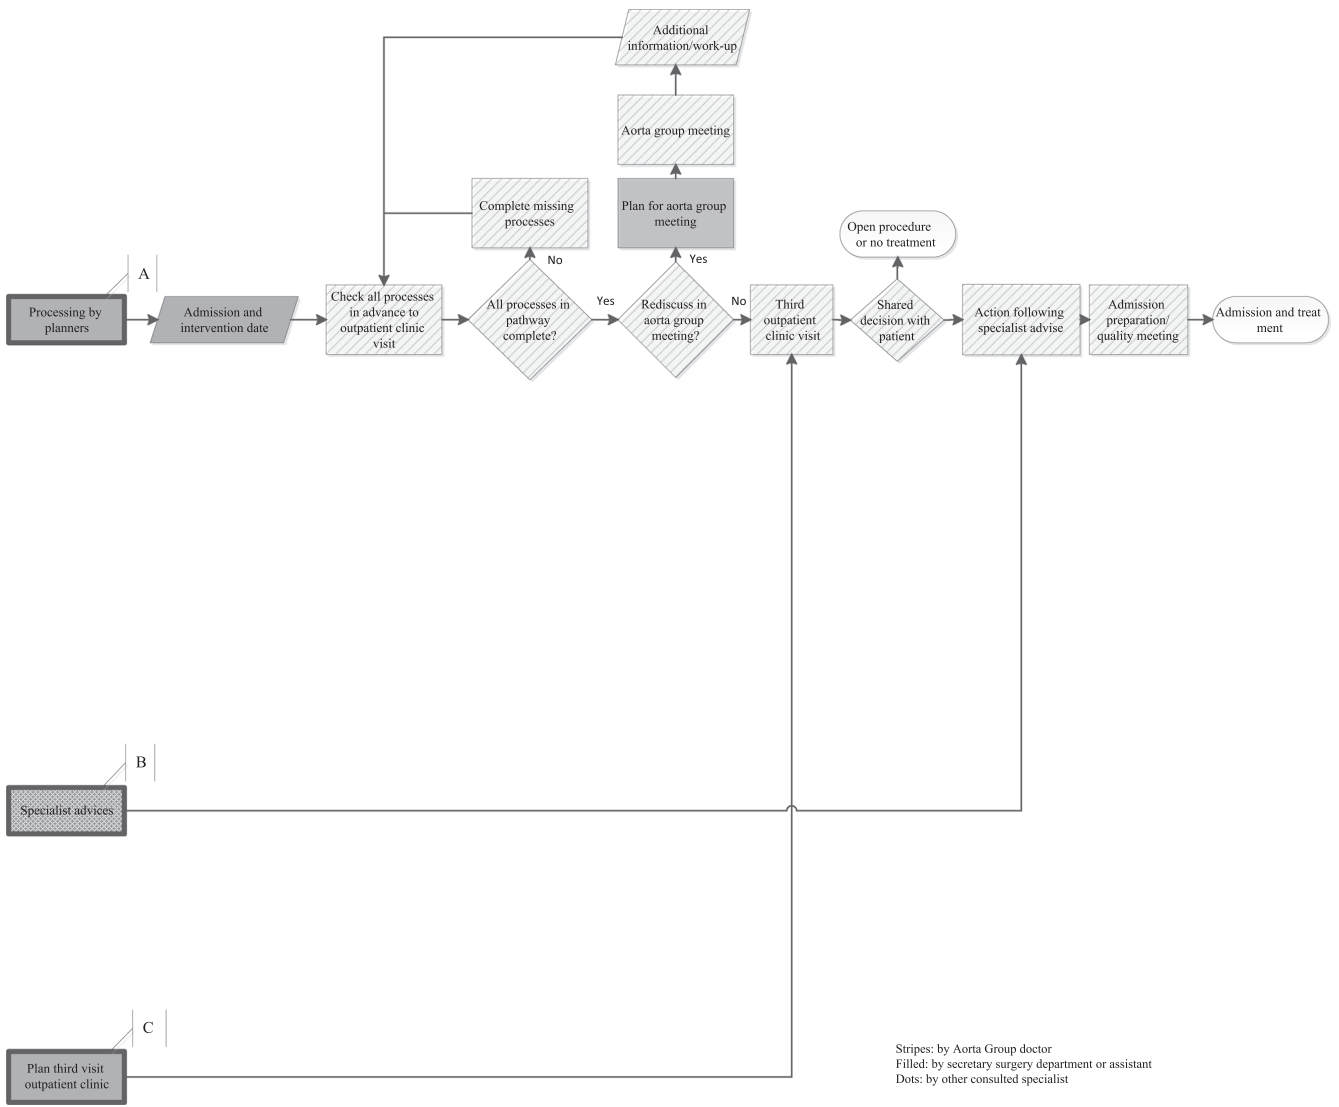 Additional
information/work-up
Aorta group meeting
Complete missing
processes
Plan for aorta group
meeting
Open procedure
or no treatment
No
Yes
A
Processing by
planners
Admission and
intervention date
Check all processes
in advance to
outpatient clinic
visit
All processes in
pathway
complete?
Yes
Rediscuss in
aorta group
meeting?
No
Third
outpatient
clinic visit
Shared
decision with
patient
Action following
specialist advise
Admission
preparation/
quality meeting
Admission and treat
ment
B
Specialist advices
C
Plan third visit
outpatient clinic
Stripes: by Aorta Group doctor
Filled: by secretary surgery department or assistant
Dots: by other consulted specialist